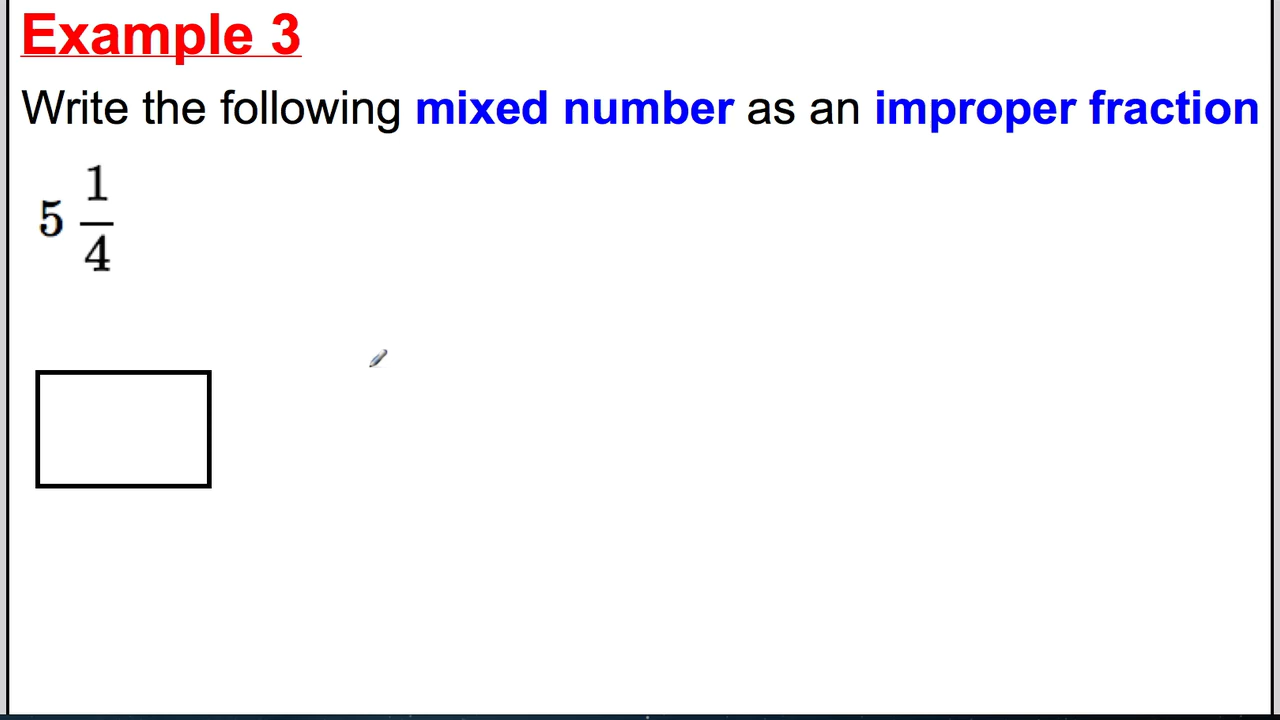 Example 3
Write the following mixed number as an improper fraction
5 1/4